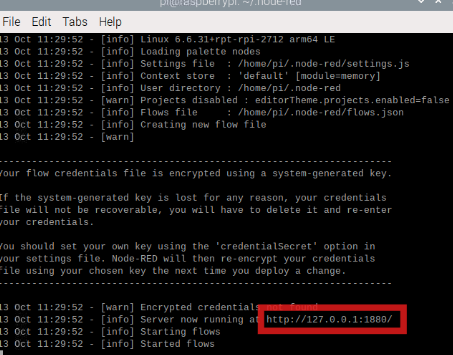 pi@raspberrypi: ~/.node-red
File Edit Tabs Help
13 Oct 11:29:52 - [info] Linux 6.6.31+rpt-rpi-2712 arm64 LE
13 Oct 11:29:52 - [info] Loading palette nodes
13 Oct 11:29:52 - [info] Settings file : /home/pi/.node-red/settings.js
13 Oct 11:29:52 - [info] Context store : 'default' [module=memory]
13 Oct 11:29:52 - [info] User directory : /home/pi/.node-red
13 Oct 11:29:52 - [warn] Projects disabled : editorTheme.projects.enabled=false
13 Oct 11:29:52 - [info] Flows file : /home/pi/.node-red/flows.json
13 Oct 11:29:52 - [info] Creating new flow file
13 Oct 11:29:52 - [warn]
---------------------------------------------------------------------
Your flow credentials file is encrypted using a system-generated key.
If the system-generated key is lost for any reason, your credentials
file will not be recoverable, you will have to delete it and re-enter
your credentials.
You should set your own key using the 'credentialSecret' option in
your settings file. Node-RED will then re-encrypt your credentials
file using your chosen key the next time you deploy a change.
---------------------------------------------------------------------
13 Oct 11:29:52 - [warn] Encrypted credentials not found
13 Oct 11:29:52 - [info] Server now running at http://127.0.0.1:1880/
13 Oct 11:29:52 - [info] Starting flows
13 Oct 11:29:52 - [info] Started flows